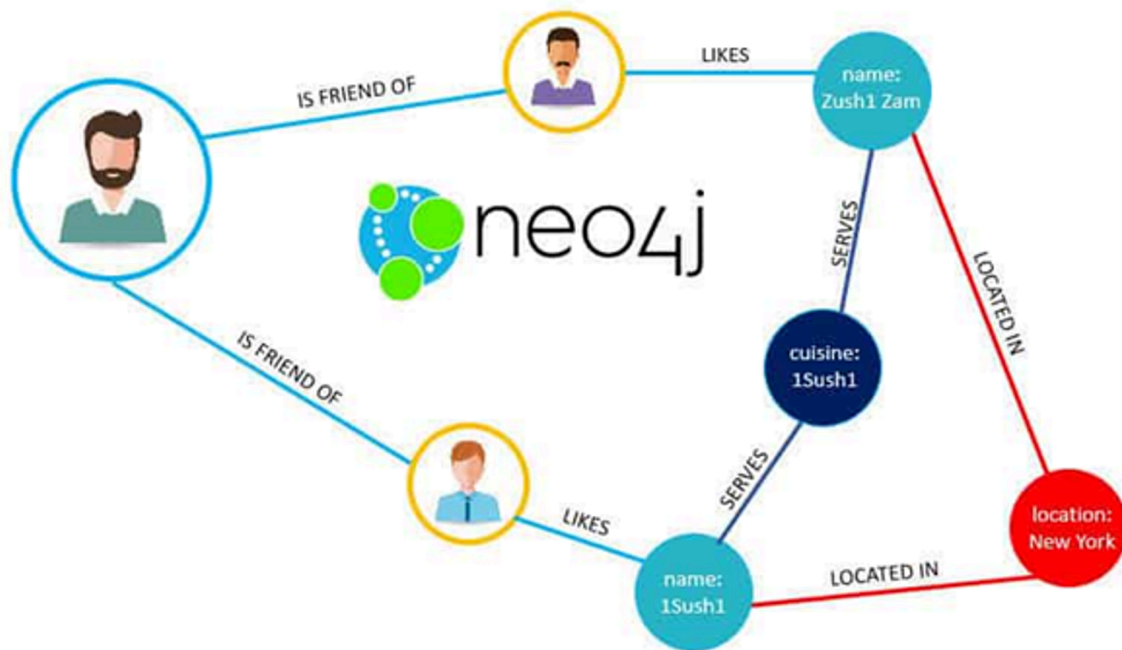 IS FRIEND OF
LIKES
name:
Zush1 Zam
neo4j
SERVES
LOCATED IN
cuisine:
1Sush1
IS FRIEND OF
SERVES
LIKES
location:
New York
name:
1Sush1
LOCATED IN